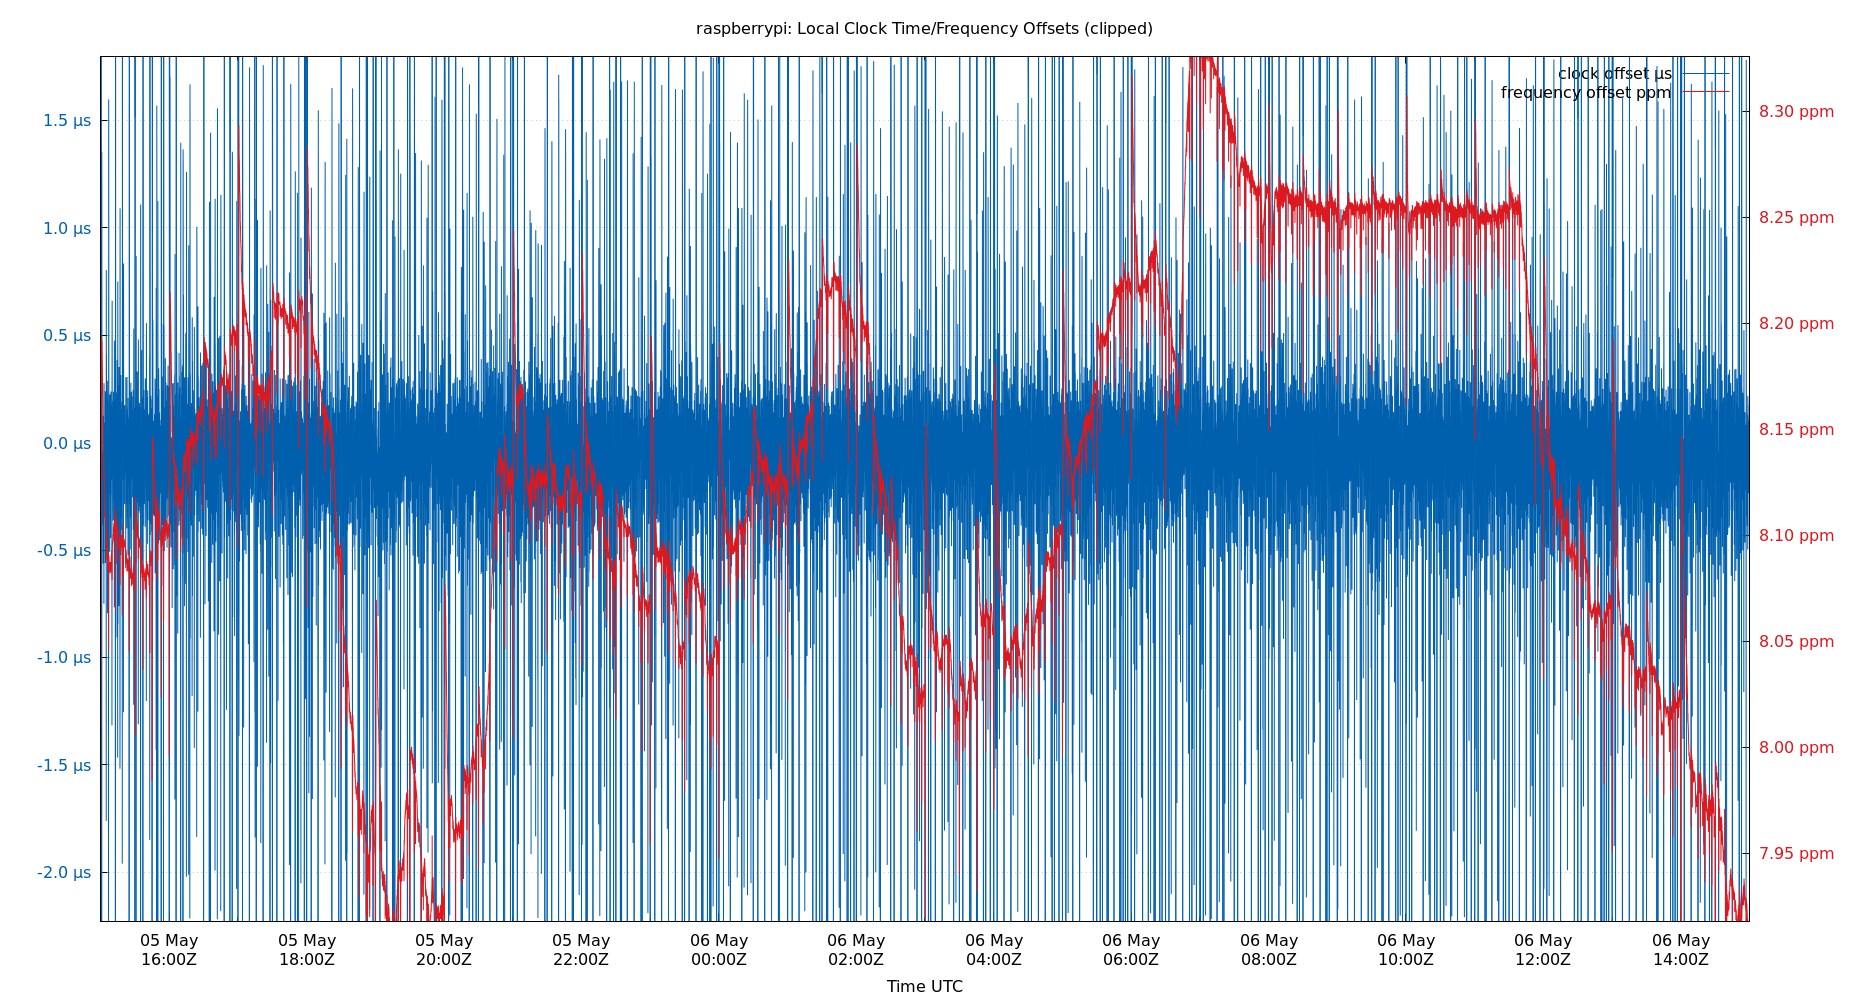 raspberrypi: Local Clock Time/Frequency Offsets (clipped)
clock offset µs
frequency offset ppm
1.5 µs
1.0 µs
0.5 µs
0.0 µs
-0.5 µs
-1.0 µs
-1.5 µs
-2.0 µs
8.30 ppm
8.25 ppm
8.20 ppm
8.15 ppm
8.10 ppm
8.05 ppm
8.00 ppm
7.95 ppm
05 May 05 May 05 May 05 May 06 May 06 May 06 May 06 May 06 May 06 May 06 May 06 May
16:00Z 18:00Z 20:00Z 22:00Z 00:00Z 02:00Z 04:00Z 06:00Z 08:00Z 10:00Z 12:00Z 14:00Z
Time UTC